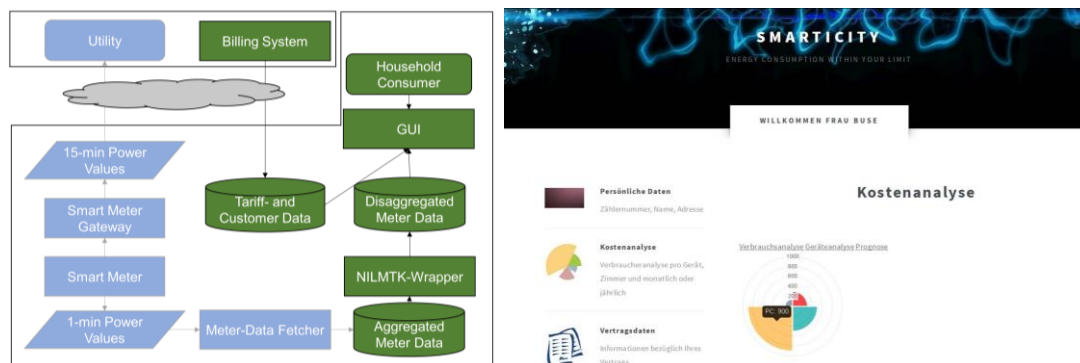 Utility
Billing System
Household
Consumer
GUI
15-min Power
Values
Tariff- and
Customer Data
Disaggregated
Meter Data
Smart Meter
Gateway
Smart Meter
NILMTK-Wrapper
1-min Power
Values
Meter-Data Fetcher
Aggregated
Meter Data
SMARTICITY
ENERGY CONSUMPTION WITHIN YOUR LIMIT
WILLKOMMEN FRAU BUSE
Persönliche Daten
Zählernummer, Name, Adresse
Kostenanalyse
Verbraucheranalyse pro Gerät,
Zimmer und monatlich oder
jährlich
Vertragsdaten
Informationen bezüglich Ihres
Vertrags
Kostenanalyse
Verbrauchsanalyse Geräteanalyse Prognose
1000
800
600
400
200
PC: 900